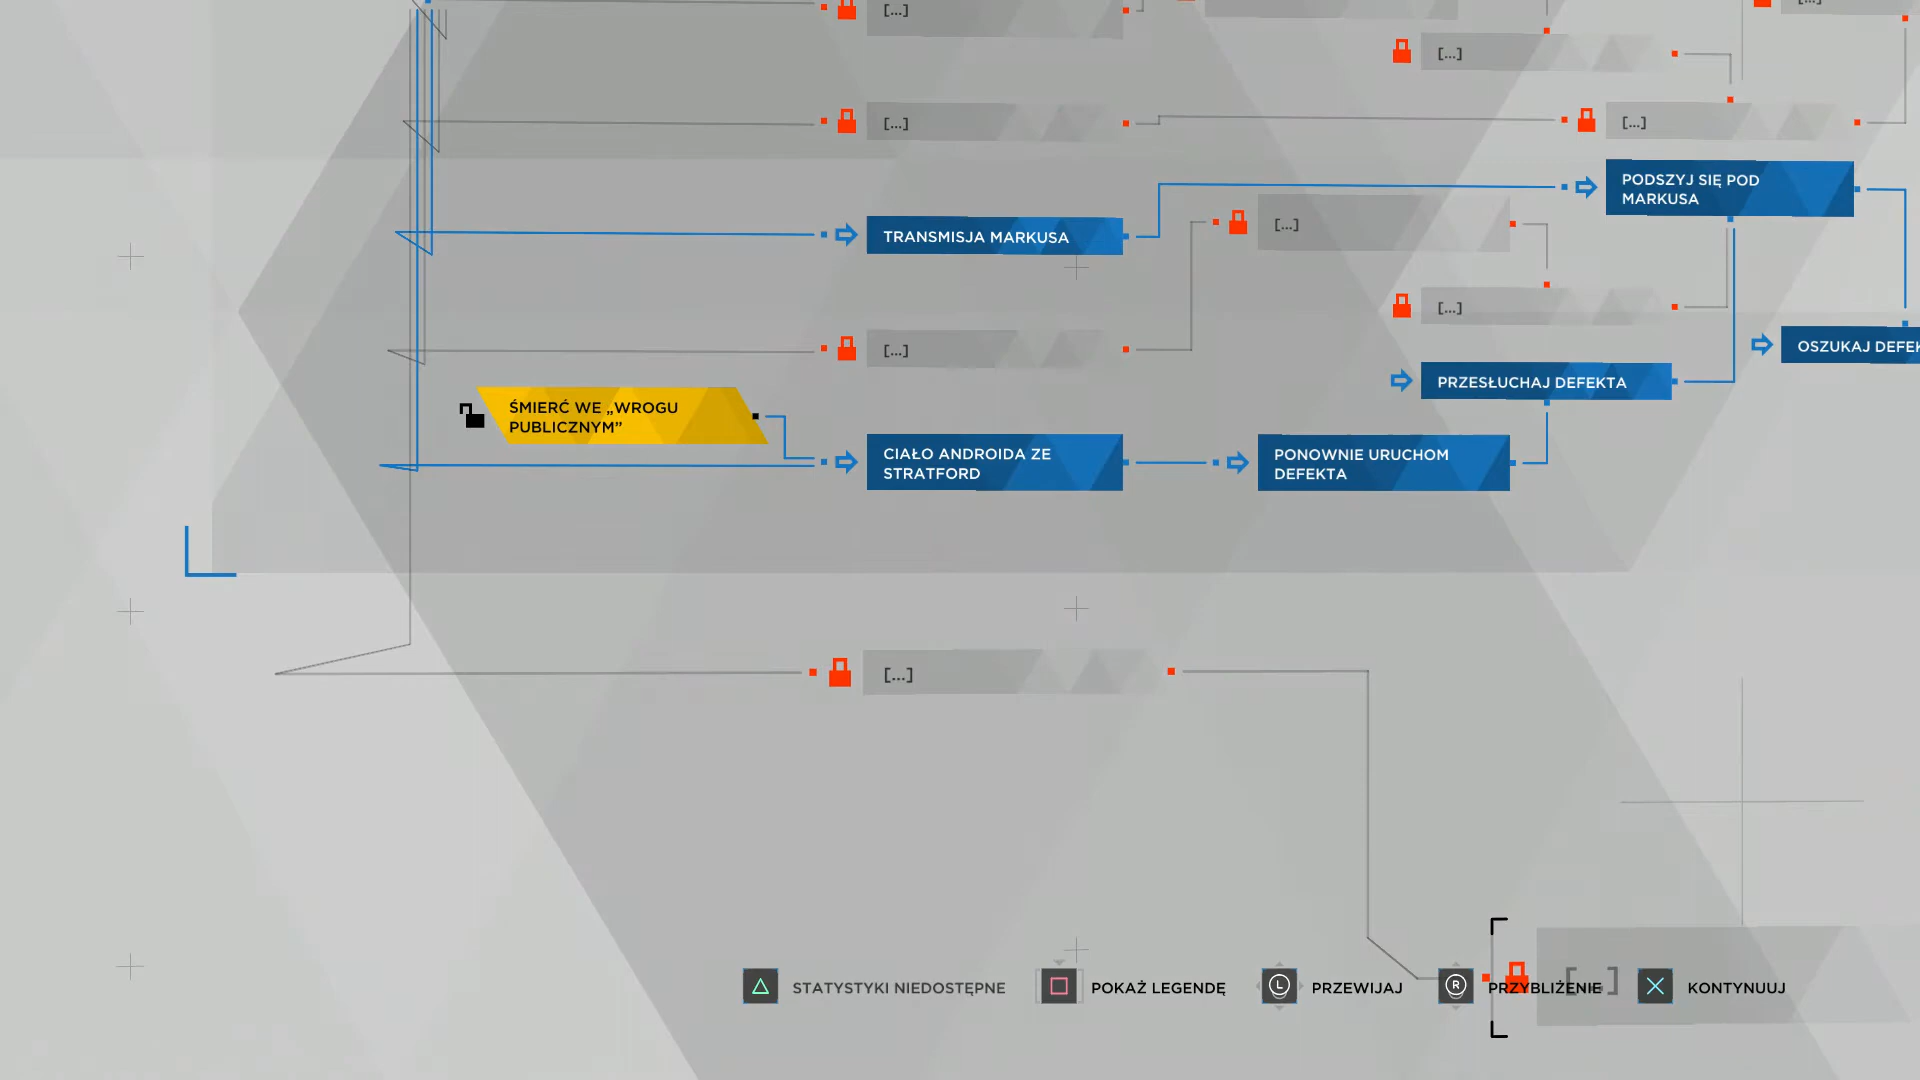 [...]
[...]
[...]
[...]
[...]
PODSZYJ SIĘ POD
MARKUSA
TRANSMISJA MARKUSA
[...]
[...]
OSZUKAJ
[...]
PRZESŁUCHAJ DEFEKTA
ŚMIERĆ WE „WROGU
PUBLICZNYM”
CIAŁO ANDROIDA ZE
STRATFORD
PONOWNIE URUCHOM
DEFEKTA
[...]
[...]
STATYSTYKI NIEDOSTĘPNE
POKAŻ LEGENDĘ
L
PRZEWIJAJ
R
PRZYBLIŻENIE
KONTYNUUJ